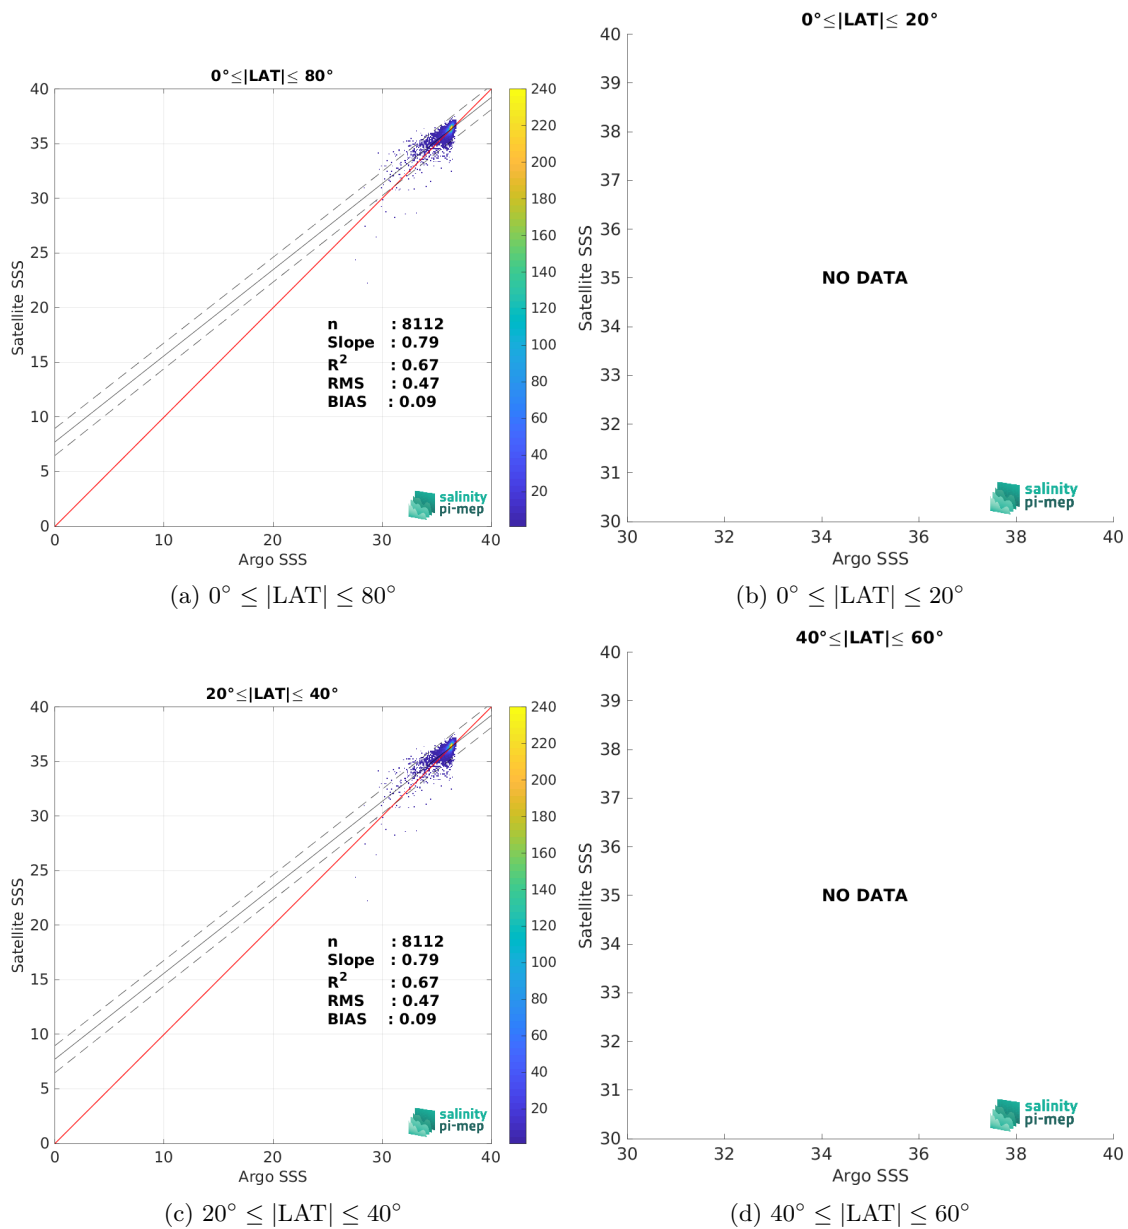 0°≤|LAT|≤ 80°
40
35
30
25
20
15
10
5
0
0 10 20 30 40
Satellite SSS
Argo SSS
n : 8112
Slope : 0.79
R² : 0.67
RMS : 0.47
BIAS : 0.09
salinity
pi-mep
240
220
200
180
160
140
120
100
80
60
40
20
(a) 0° ≤ |LAT| ≤ 80°
0°≤|LAT|≤ 20°
40
39
38
37
36
35
34
33
32
31
30
30 32 34 36 38 40
Satellite SSS
Argo SSS
NO DATA
salinity
pi-mep
(b) 0° ≤ |LAT| ≤ 20°
20°≤|LAT|≤ 40°
40
35
30
25
20
15
10
5
0
0 10 20 30 40
Satellite SSS
Argo SSS
n : 8112
Slope : 0.79
R² : 0.67
RMS : 0.47
BIAS : 0.09
salinity
pi-mep
240
220
200
180
160
140
120
100
80
60
40
20
(c) 20° ≤ |LAT| ≤ 40°
40°≤|LAT|≤ 60°
40
39
38
37
36
35
34
33
32
31
30
30 32 34 36 38 40
Satellite SSS
Argo SSS
NO DATA
salinity
pi-mep
(d) 40° ≤ |LAT| ≤ 60°